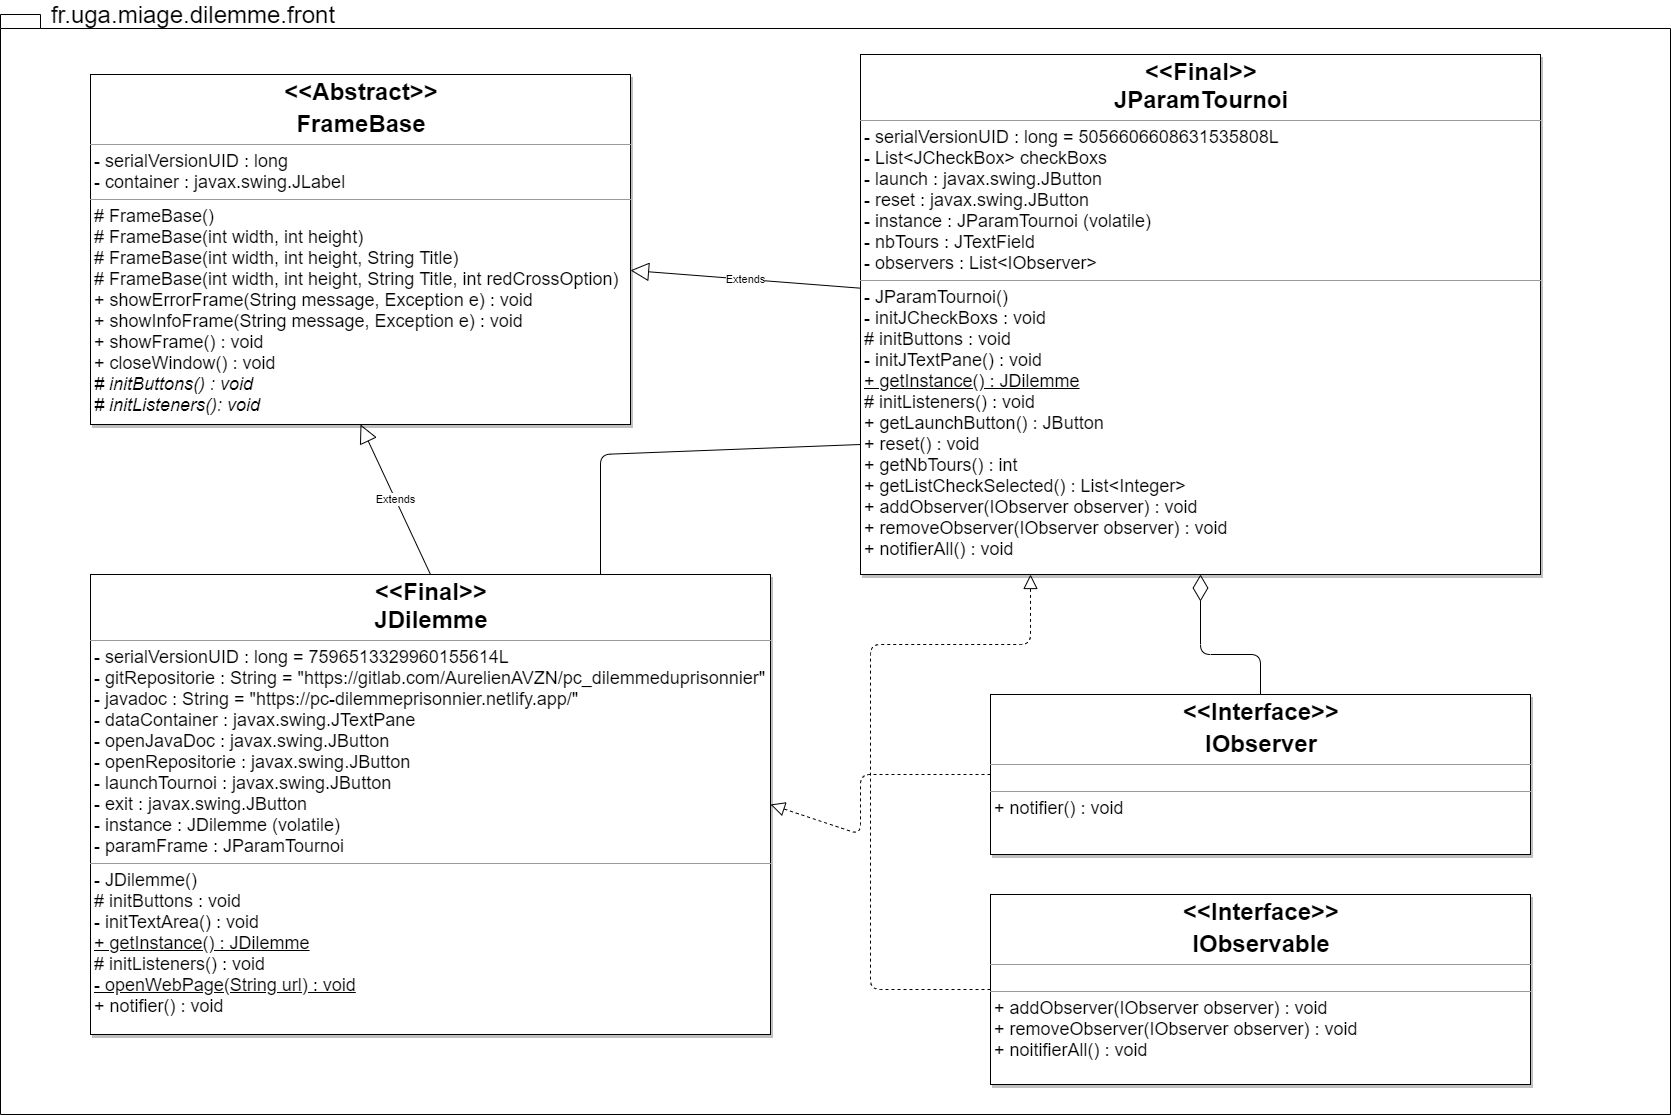 fr.uga.miage.dilemme.front
<<Abstract>>
FrameBase
- serialVersionUID : long
- container : javax.swing.JLabel
# FrameBase()
# FrameBase(int width, int height)
# FrameBase(int width, int height, String Title)
# FrameBase(int width, int height, String Title, int redCrossOption)
+ showErrorFrame(String message, Exception e) : void
+ showInfoFrame(String message, Exception e) : void
+ showFrame() : void
+ closeWindow() : void
# initButtons() : void
# initListeners(): void
<<Final>>
JParamTournoi
- serialVersionUID : long = 5056606608631535808L
- List<JCheckBox> checkBoxs
- launch : javax.swing.JButton
- reset : javax.swing.JButton
- instance : JParamTournoi (volatile)
- nbTours : JTextField
- observers : List<IObserver>
- JParamTournoi()
- initJCheckBoxs : void
# initButtons : void
- initJTextPane() : void
+ getInstance() : JDilemme
# initListeners() : void
+ getLaunchButton() : JButton
+ reset() : void
+ getNbTours() : int
+ getListCheckSelected() : List<Integer>
+ addObserver(IObserver observer) : void
+ removeObserver(IObserver observer) : void
+ notifierAll() : void
Extends
Extends
<<Final>>
JDilemme
- serialVersionUID : long = 7596513329960155614L
- gitRepositorie : String = "https://gitlab.com/AurelienAVZN/pc_dilemmeduprisonnier"
- javadoc : String = "https://pc-dilemmeprisonnier.netlify.app/"
- dataContainer : javax.swing.JTextPane
- openJavaDoc : javax.swing.JButton
- openRepositorie : javax.swing.JButton
- launchTournoi : javax.swing.JButton
- exit : javax.swing.JButton
- instance : JDilemme (volatile)
- paramFrame : JParamTournoi
- JDilemme()
# initButtons : void
- initTextArea() : void
+ getInstance() : JDilemme
# initListeners() : void
- openWebPage(String url) : void
+ notifier() : void
<<Interface>>
IObserver
+ notifier() : void
<<Interface>>
IObservable
+ addObserver(IObserver observer) : void
+ removeObserver(IObserver observer) : void
+ noitifierAll() : void